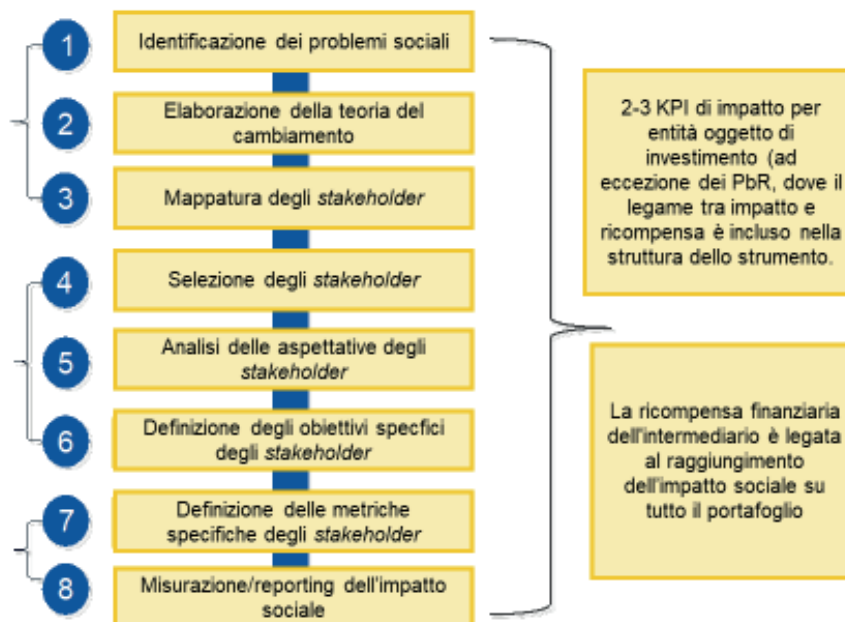 1
Identificazione dei problemi sociali
2
Elaborazione della teoria del
cambiamento
3
Mappatura degli stakeholder
4
Selezione degli stakeholder
5
Analisi delle aspettative degli
stakeholder
6
Definizione degli obiettivi specfici
degli stakeholder
7
Definizione delle metriche
specifiche degli stakeholder
8
Misurazione/reporting dell'impatto
sociale
2-3 KPI di impatto per
entità oggetto di
investimento (ad
eccezione dei PbR, dove il
legame tra impatto e
ricompensa è incluso nella
struttura dello strumento.
La ricompensa finanziaria
dell'intermediario è legata
al raggiungimento
dell'impatto sociale su
tutto il portafoglio